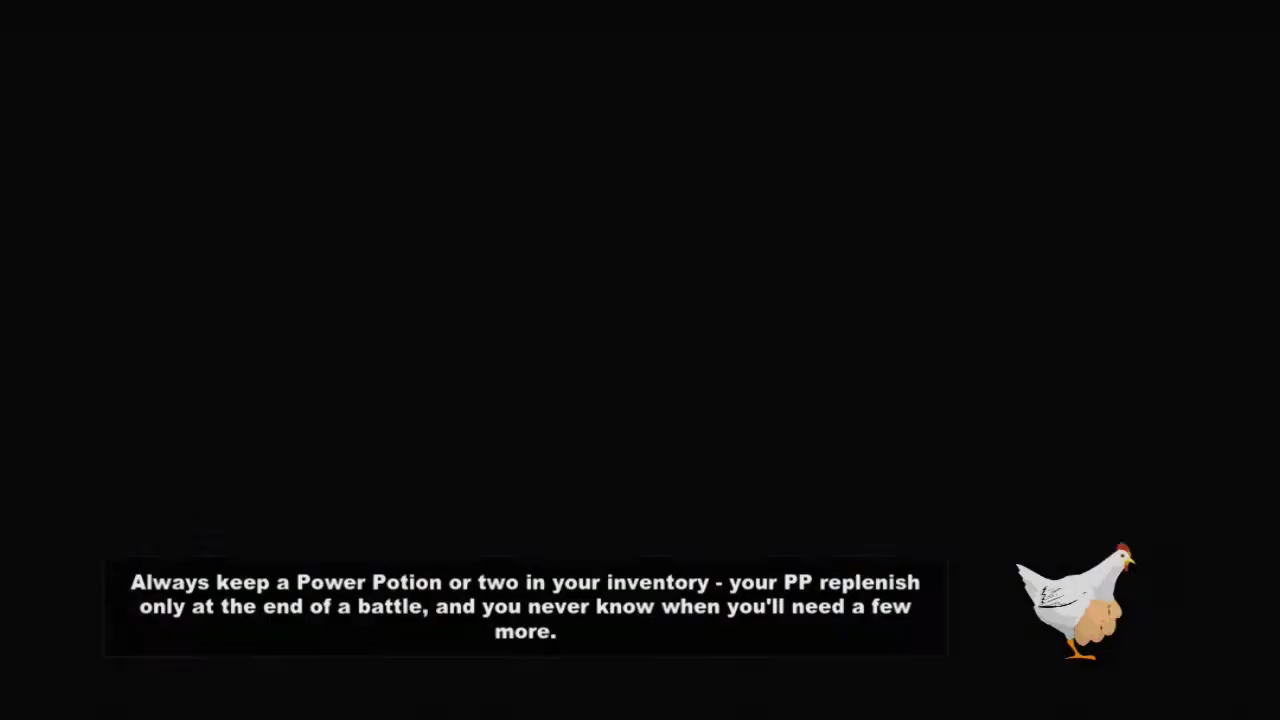 Always keep a Power Potion or two in your inventory - your PP replenish
only at the end of a battle, and you never know when you'll need a few
more.